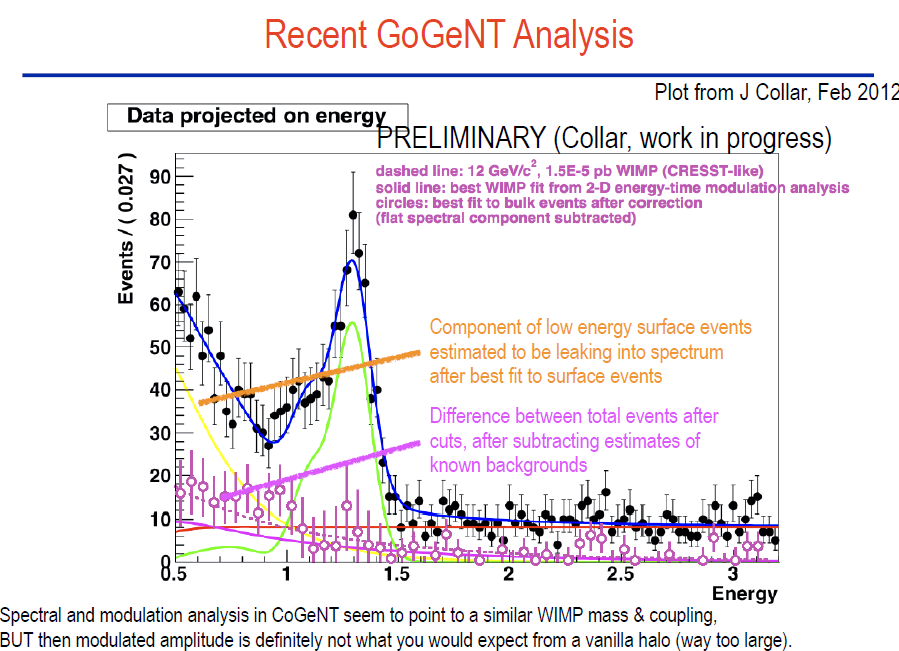 Recent GoGeNT Analysis
Plot from J Collar, Feb 2012
Data projected on energy
PRELIMINARY (Collar, work in progress)
dashed line: 12 GeV/c², 1.5E-5 pb WIMP (CRESST-like)
solid line: best WIMP fit from 2-D energy-time modulation analysis
circles: best fit to bulk events after correction
(flat spectral component subtracted)
Events / ( 0.027 )
90
80
70
60
50
40
30
20
10
0
Component of low energy surface events
estimated to be leaking into spectrum
after best fit to surface events
Difference between total events after
cuts, after subtracting estimates of
known backgrounds
0.5 1 1.5 2 2.5 3
Energy
Spectral and modulation analysis in CoGeNT seem to point to a similar WIMP mass & coupling,
BUT then modulated amplitude is definitely not what you would expect from a vanilla halo (way too large).